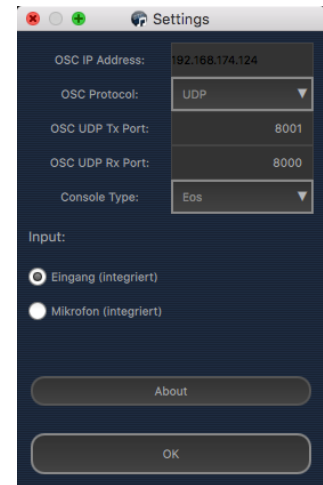 Settings
OSC IP Address: 192.168.174.124
OSC Protocol: UDP
OSC UDP Tx Port: 8001
OSC UDP Rx Port: 8000
Console Type: Eos
Input:
Eingang (integriert)
Mikrofon (integriert)
About
OK